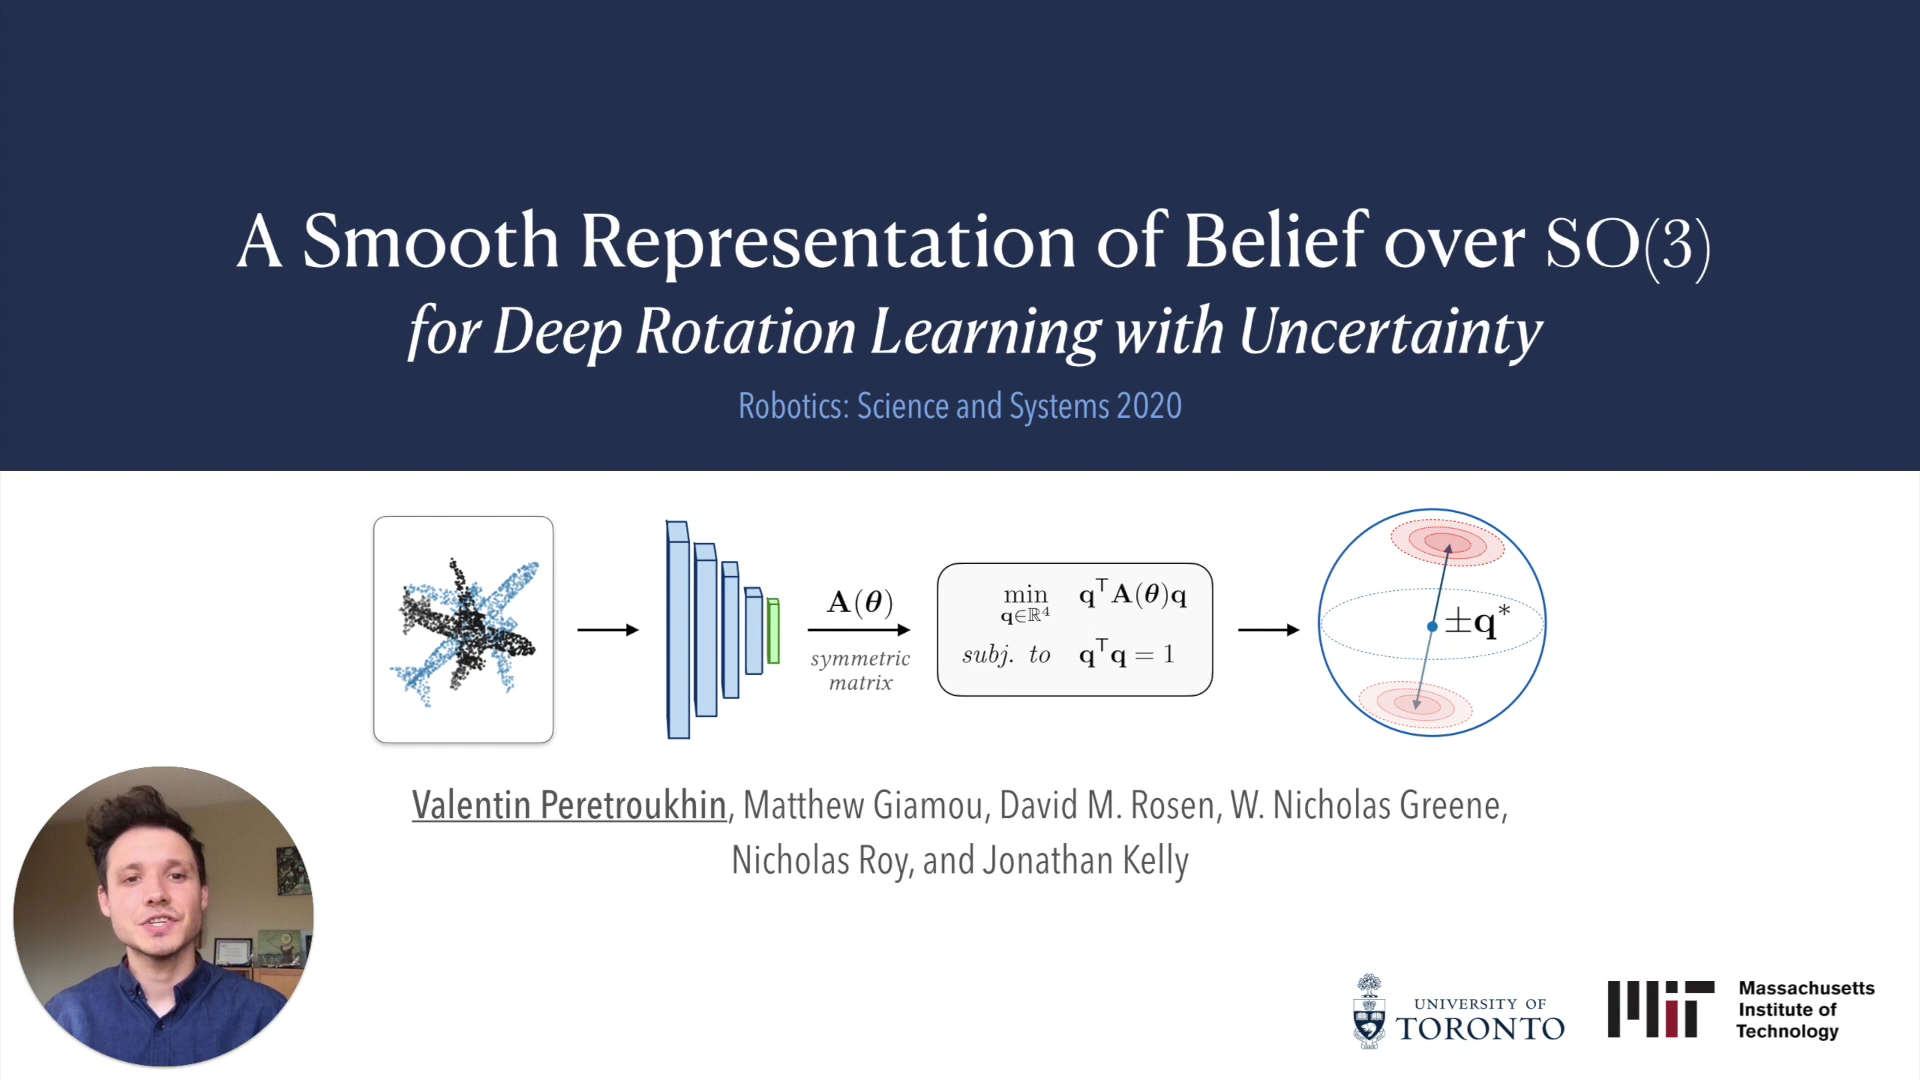 A Smooth Representation of Belief over SO(3)
for Deep Rotation Learning with Uncertainty
Robotics: Science and Systems 2020
A(θ)
symmetric
matrix
min q⊤A(θ)q
q∈ℝ⁴
subj. to q⊤q = 1
±q*
Valentin Peretroukhin, Matthew Giamou, David M. Rosen, W. Nicholas Greene,
Nicholas Roy, and Jonathan Kelly
UNIVERSITY OF
TORONTO
MIT
Massachusetts
Institute of
Technology